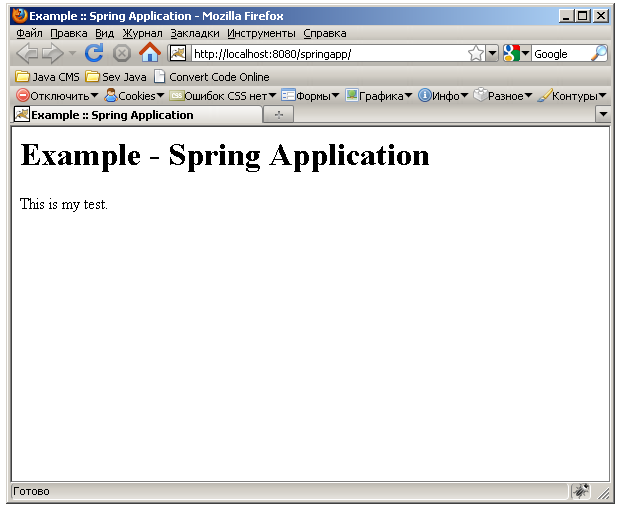 Example :: Spring Application - Mozilla Firefox
Файл Правка Вид Журнал Закладки Инструменты Справка
http://localhost:8080/springapp/ Google
Java CMS Sev Java Convert Code Online
Отключить Cookies Ошибок CSS нет Формы Графика Инфо Разное Контуры
Example :: Spring Application
Example - Spring Application
This is my test.
Готово